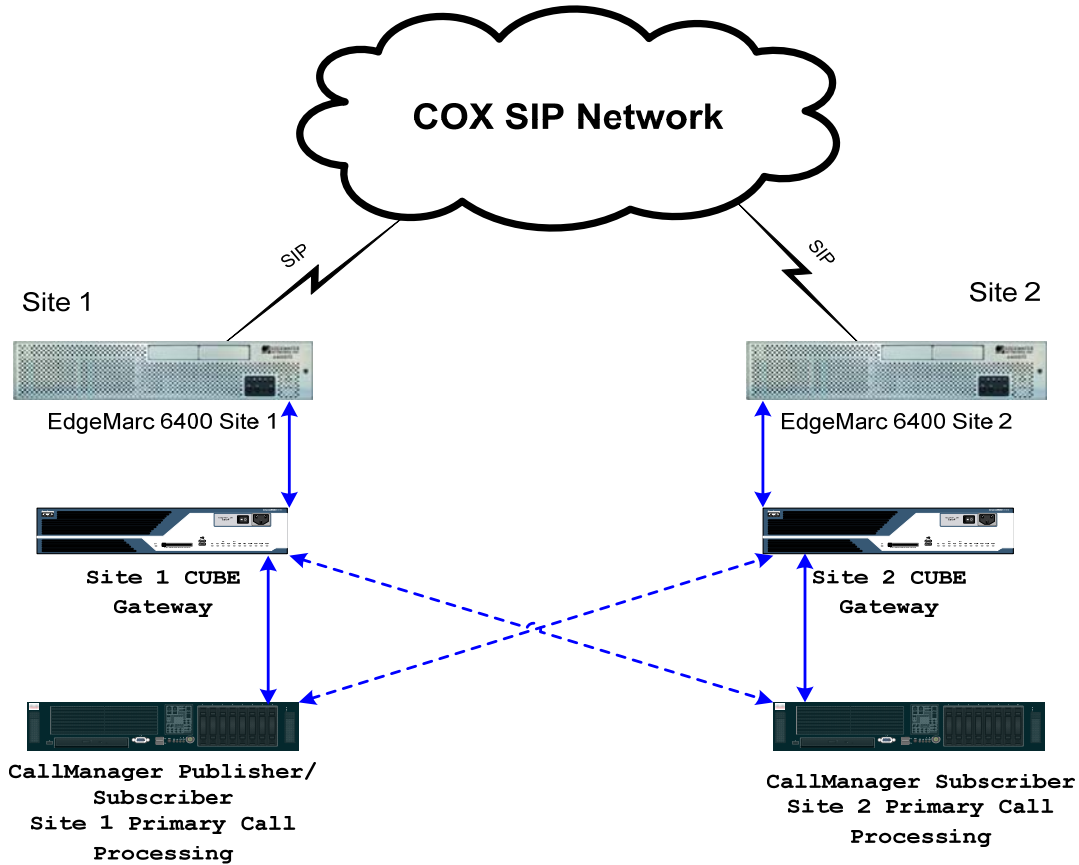 COX SIP Network
SIP
SIP
Site 1
Site 2
EdgeMarc 6400 Site 1
EdgeMarc 6400 Site 2
Site 1 CUBE
Gateway
Site 2 CUBE
Gateway
CallManager Publisher/
Subscriber
Site 1 Primary Call
Processing
CallManager Subscriber
Site 2 Primary Call
Processing